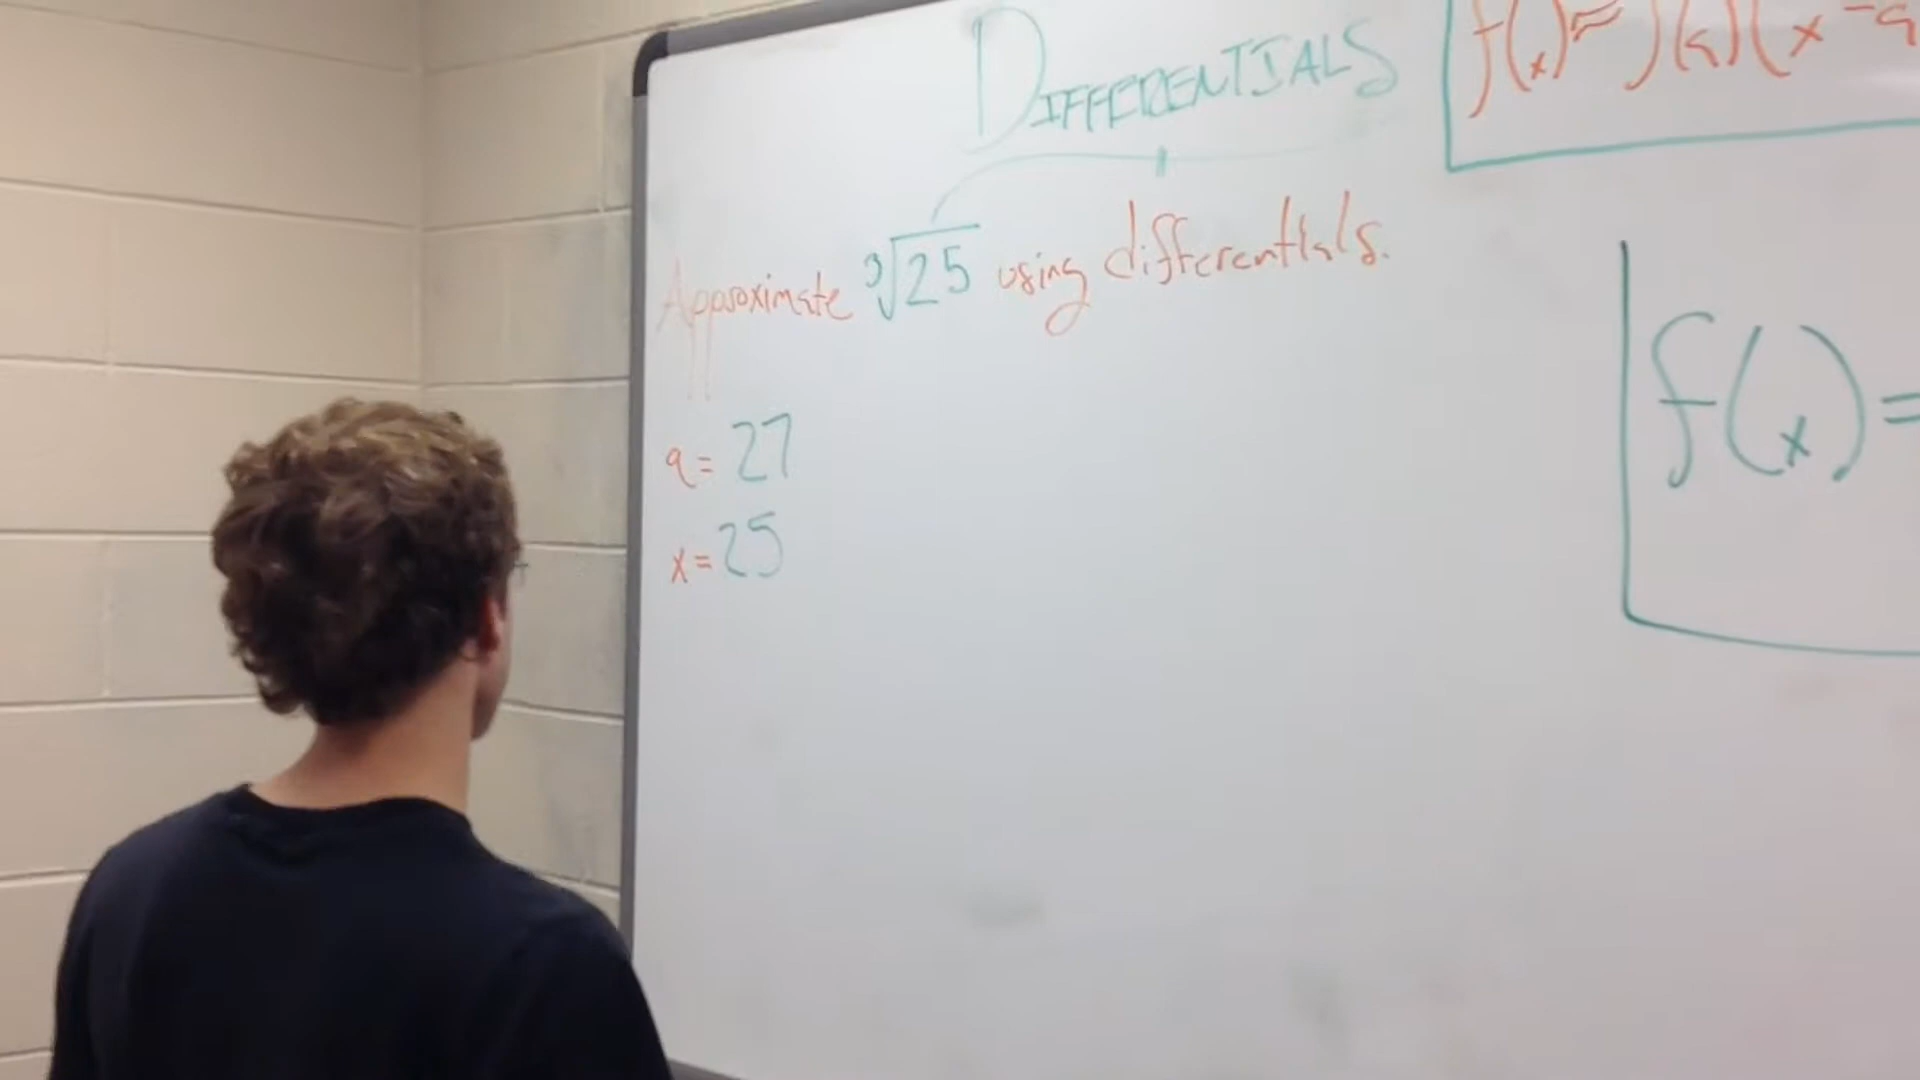 DIFFERENTIALS
f(x)≈f(a)(x-a
Approximate ∛25 using differentials.
a= 27
x= 25
f(x)=